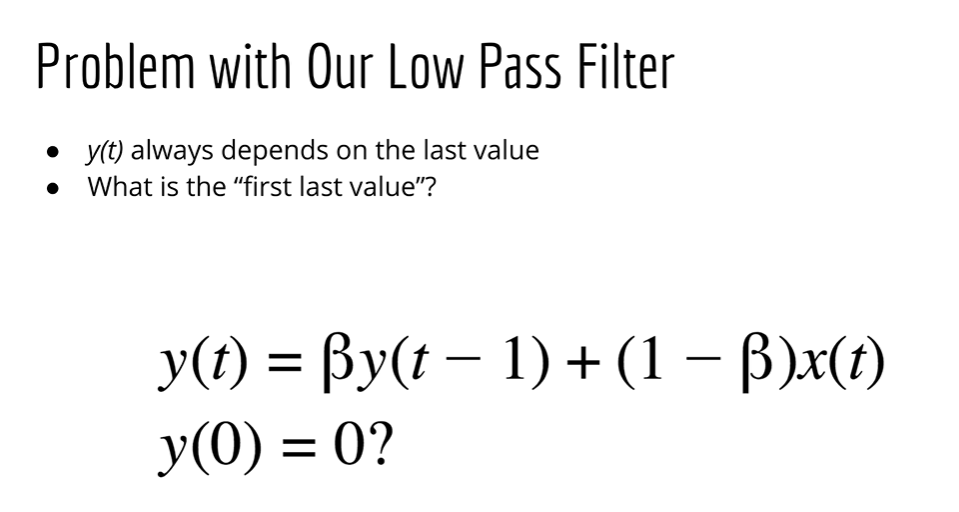 Problem with Our Low Pass Filter
● y(t) always depends on the last value
● What is the “first last value”?
y(t) = βy(t − 1) + (1 − β)x(t)
y(0) = 0?